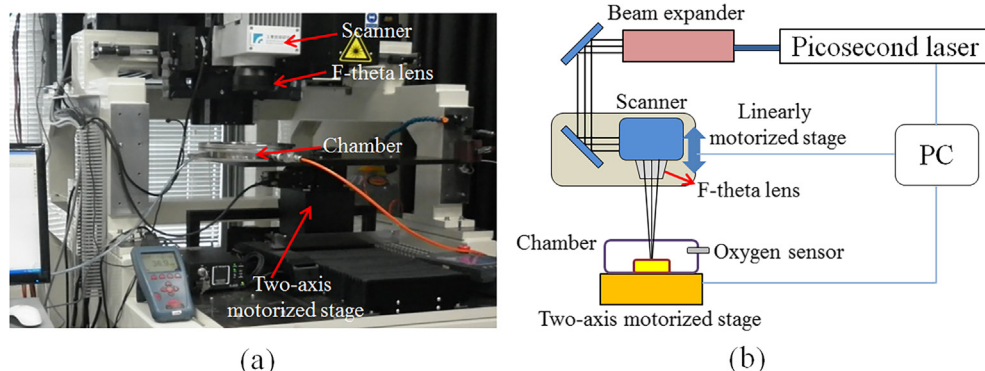 Scanner
F-theta lens
Chamber
Two-axis
motorized stage
(a)
Beam expander
Picosecond laser
Scanner
Linearly
motorized stage
PC
F-theta lens
Chamber
Oxygen sensor
Two-axis motorized stage
(b)